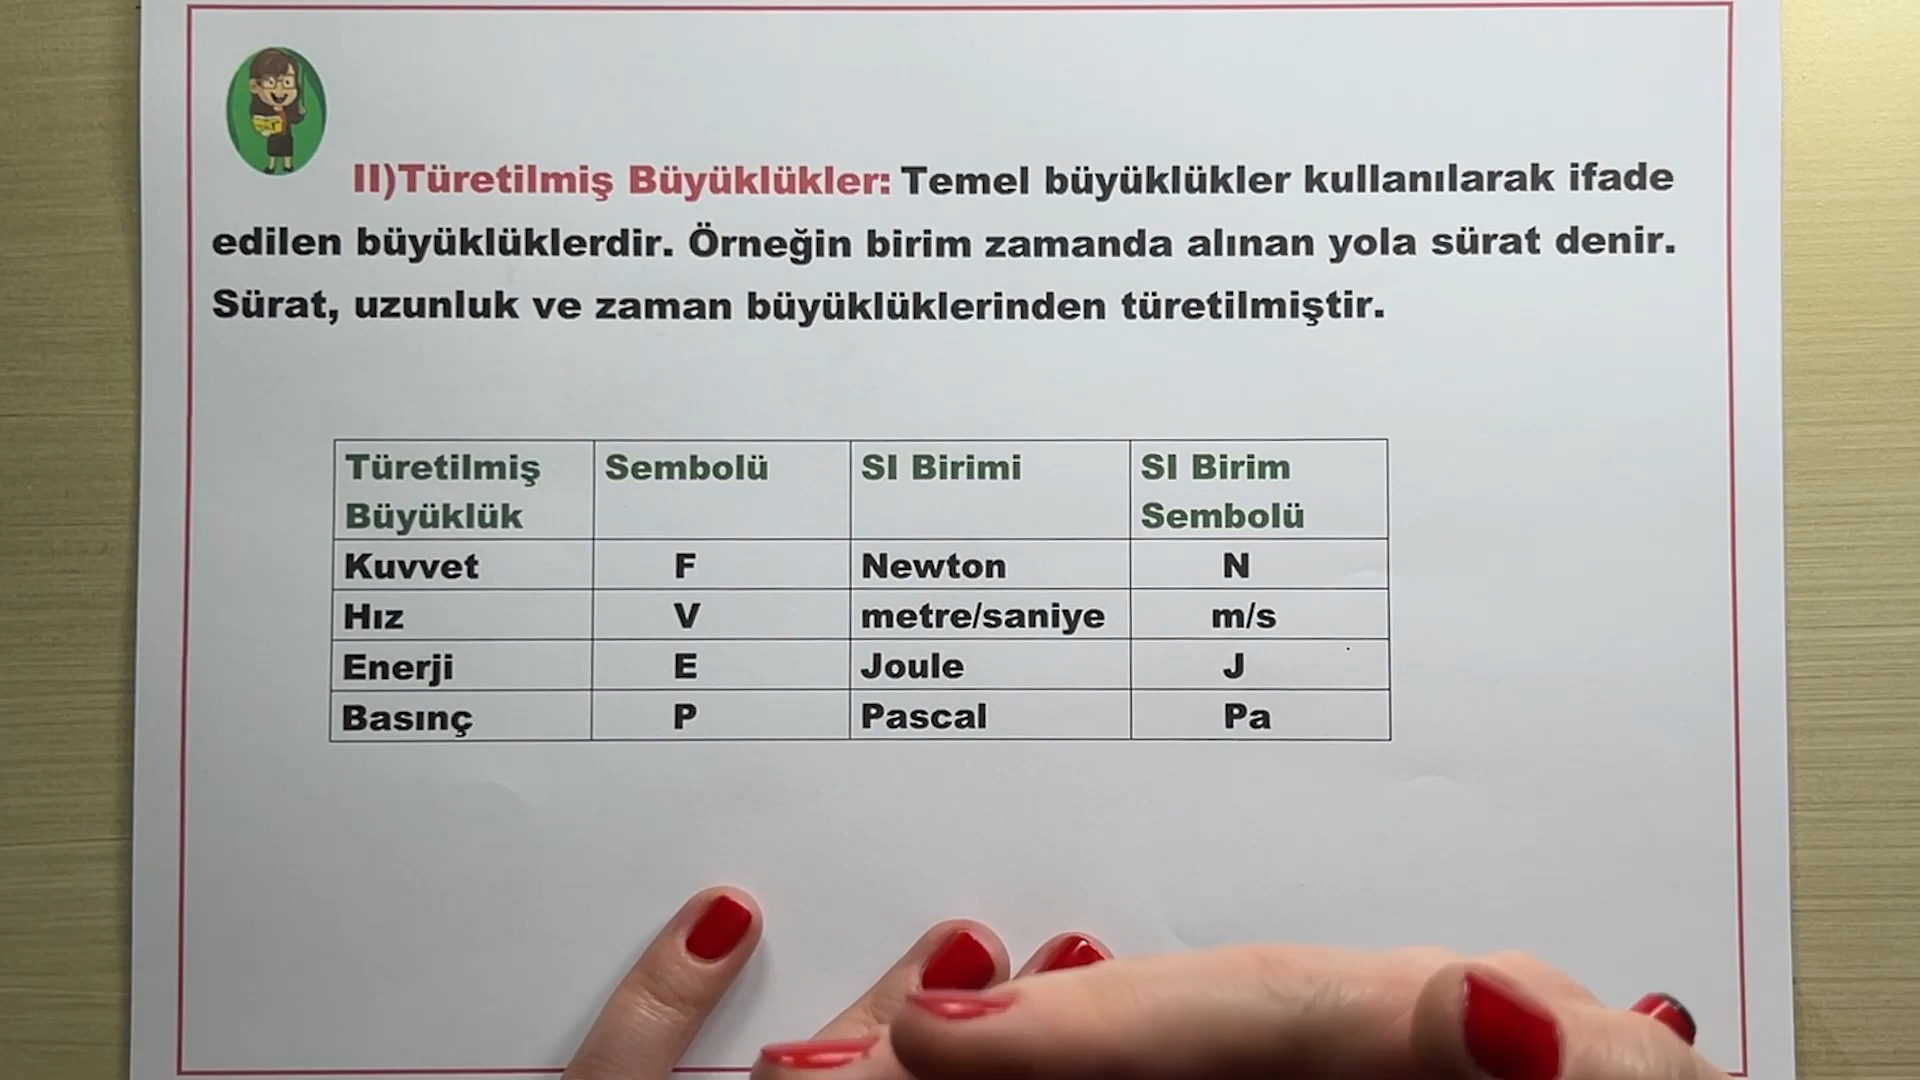 II)Türetilmiş Büyüklükler: Temel büyüklükler kullanılarak ifade
edilen büyüklüklerdir. Örneğin birim zamanda alınan yola sürat denir.
Sürat, uzunluk ve zaman büyüklüklerinden türetilmiştir.
Türetilmiş Büyüklük Sembolü SI Birimi SI Birim Sembolü
Kuvvet F Newton N
Hız V metre/saniye m/s
Enerji E Joule J
Basınç P Pascal Pa